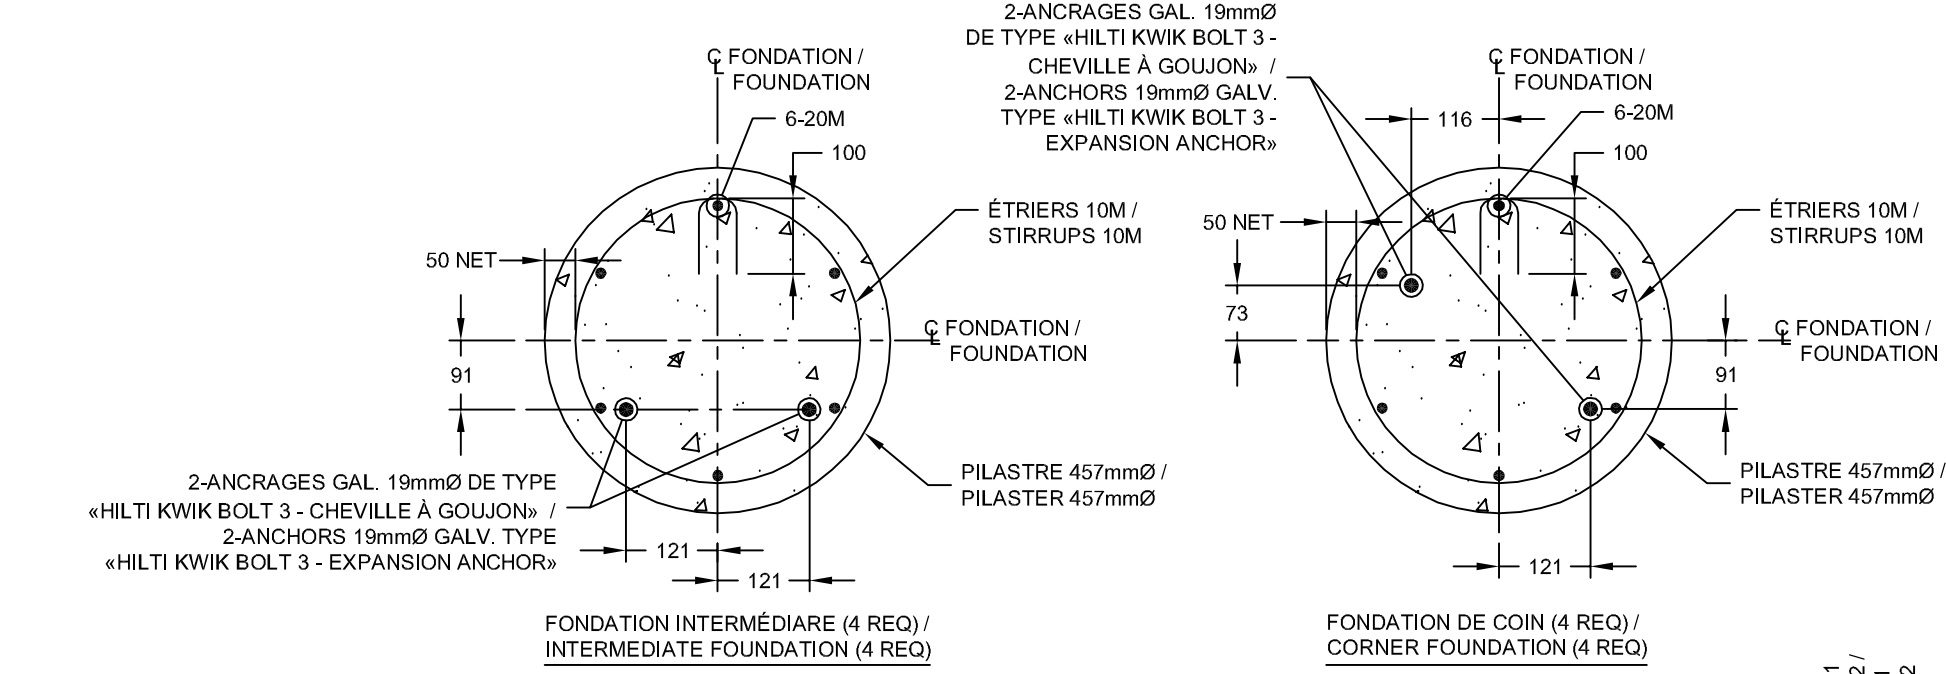 ℄ FONDATION /
FOUNDATION
6-20M
100
ÉTRIERS 10M /
STIRRUPS 10M
50 NET
℄ FONDATION /
FOUNDATION
91
PILASTRE 457mmØ /
PILASTER 457mmØ
2-ANCRAGES GAL. 19mmØ DE TYPE
«HILTI KWIK BOLT 3 - CHEVILLE À GOUJON» /
2-ANCHORS 19mmØ GALV. TYPE
«HILTI KWIK BOLT 3 - EXPANSION ANCHOR»
121
121
FONDATION INTERMÉDIARE (4 REQ) /
INTERMEDIATE FOUNDATION (4 REQ)
2-ANCRAGES GAL. 19mmØ
DE TYPE «HILTI KWIK BOLT 3 -
CHEVILLE À GOUJON» /
2-ANCHORS 19mmØ GALV.
TYPE «HILTI KWIK BOLT 3 -
EXPANSION ANCHOR»
℄ FONDATION /
FOUNDATION
116
6-20M
100
50 NET
ÉTRIERS 10M /
STIRRUPS 10M
73
℄ FONDATION /
FOUNDATION
91
PILASTRE 457mmØ /
PILASTER 457mmØ
121
FONDATION DE COIN (4 REQ) /
CORNER FOUNDATION (4 REQ)
1
2 /
1
2